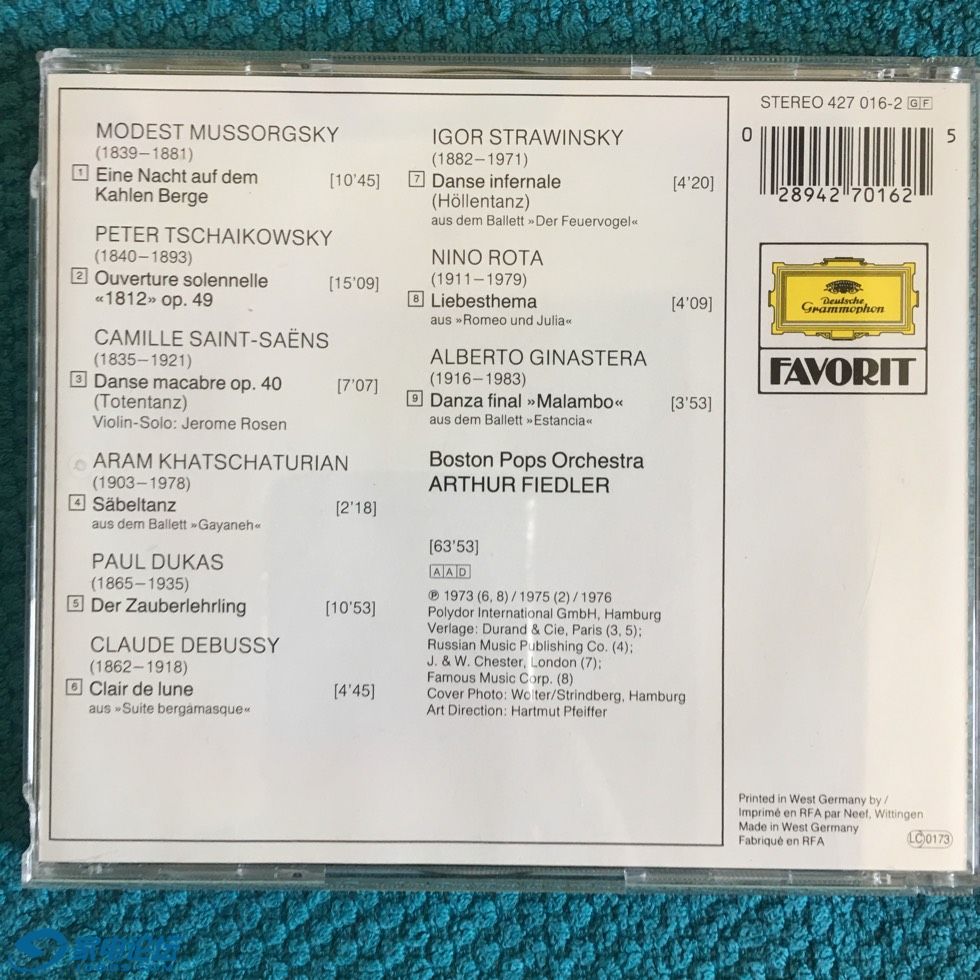 MODEST MUSSORGSKY
(1839–1881)
1 Eine Nacht auf dem [10'45]
Kahlen Berge
PETER TSCHAIKOWSKY
(1840–1893)
2 Ouverture solennelle [15'09]
«1812» op. 49
CAMILLE SAINT-SAËNS
(1835–1921)
3 Danse macabre op. 40 [7'07]
(Totentanz)
Violin-Solo: Jerome Rosen
ARAM KHATSCHATURIAN
(1903–1978)
4 Säbeltanz [2'18]
aus dem Ballett »Gayaneh«
PAUL DUKAS
(1865–1935)
5 Der Zauberlehrling [10'53]
CLAUDE DEBUSSY
(1862–1918)
6 Clair de lune [4'45]
aus »Suite bergamasque«
IGOR STRAWINSKY
(1882–1971)
7 Danse infernale [4'20]
(Höllentanz)
aus dem Ballett »Der Feuervogel«
NINO ROTA
(1911–1979)
8 Liebesthema [4'09]
aus »Romeo und Julia«
ALBERTO GINASTERA
(1916–1983)
9 Danza final »Malambo« [3'53]
aus dem Ballett »Estancia«
Boston Pops Orchestra
ARTHUR FIEDLER
[63'53]
AAD
℗ 1973 (6, 8) / 1975 (2) / 1976
Polydor International GmbH, Hamburg
Verlage: Durand & Cie, Paris (3, 5);
Russian Music Publishing Co. (4);
J. & W. Chester, London (7);
Famous Music Corp. (8)
Cover Photo: Wolter/Strindberg, Hamburg
Art Direction: Hartmut Pfeiffer
STEREO 427 016-2 GF
0 28942 70162 5
Deutsche
Grammophon
FAVORIT
Printed in West Germany by /
Imprimé en RFA par Neef, Wittingen
Made in West Germany
Fabriqué en RFA
LC 0173